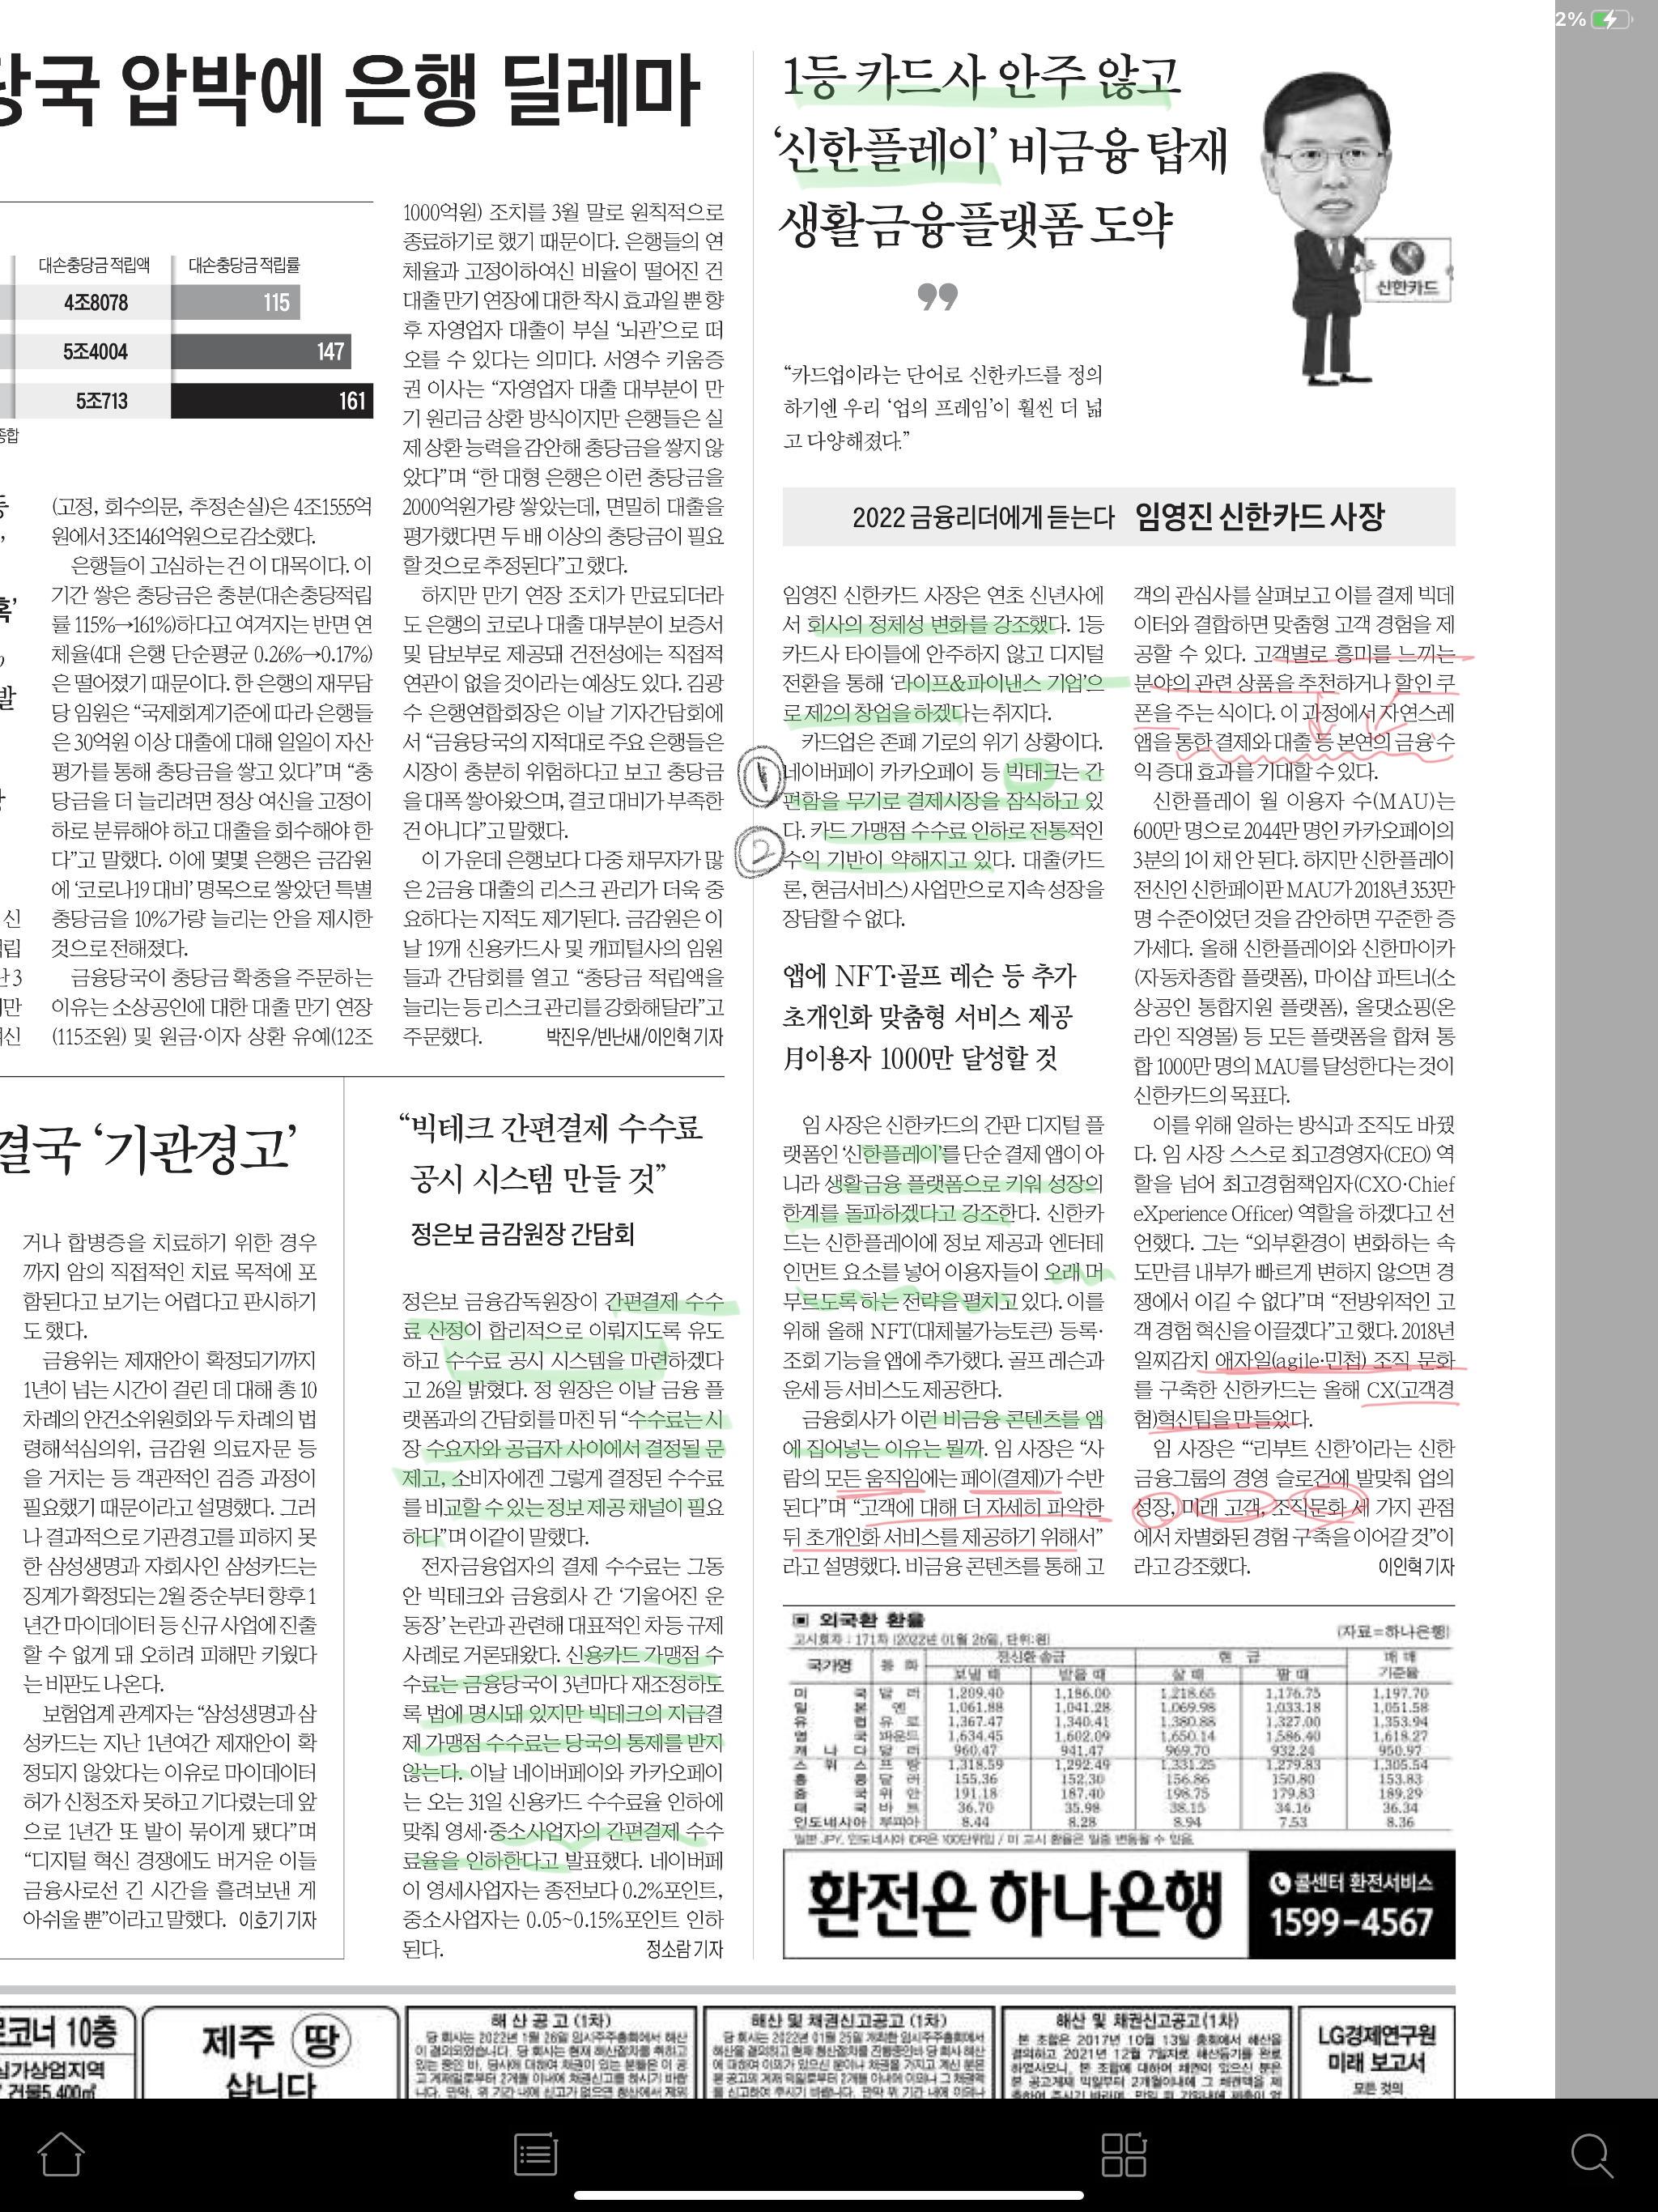 2%
당국 압박에 은행 딜레마
대손충당금 적립액 대손충당금 적립률
4조8078 115
5조4004 147
5조713 161
종합
(고정, 회수의문, 추정손실)은 4조1555억
원에서 3조1461억원으로 감소했다.
은행들이 고심하는 건 이 대목이다. 이
기간 쌓은 충당금은 충분(대손충당적립
률 115%→161%)하다고 여겨지는 반면 연
체율(4대 은행 단순평균 0.26%→0.17%)
은 떨어졌기 때문이다. 한 은행의 재무담
당 임원은 “국제회계기준에 따라 은행들
은 30억원 이상 대출에 대해 일일이 자산
평가를 통해 충당금을 쌓고 있다”며 “충
당금을 더 늘리려면 정상 여신을 고정이
하로 분류해야 하고 대출을 회수해야 한
다”고 말했다. 이에 몇몇 은행은 금감원
에 ‘코로나19 대비’ 명목으로 쌓았던 특별
충당금을 10%가량 늘리는 안을 제시한
것으로 전해졌다.
금융당국이 충당금 확충을 주문하는
이유는 소상공인에 대한 대출 만기 연장
(115조원) 및 원금·이자 상환 유예(12조
1000억원) 조치를 3월 말로 원칙적으로
종료하기로 했기 때문이다. 은행들의 연
체율과 고정이하여신 비율이 떨어진 건
대출 만기 연장에 대한 착시 효과일 뿐 향
후 자영업자 대출이 부실 ‘뇌관’으로 떠
오를 수 있다는 의미다. 서영수 키움증
권 이사는 “자영업자 대출 대부분이 만
기 원리금 상환 방식이지만 은행들은 실
제 상환 능력을 감안해 충당금을 쌓지 않
았다”며 “한 대형 은행은 이런 충당금을
2000억원가량 쌓았는데, 면밀히 대출을
평가했다면 두 배 이상의 충당금이 필요
할 것으로 추정된다”고 했다.
하지만 만기 연장 조치가 만료되더라
도 은행의 코로나 대출 대부분이 보증서
및 담보부로 제공돼 건전성에는 직접적
연관이 없을 것이라는 예상도 있다. 김광
수 은행연합회장은 이날 기자간담회에
서 “금융당국의 지적대로 주요 은행들은
시장이 충분히 위험하다고 보고 충당금
을 대폭 쌓아왔으며, 결코 대비가 부족한
건 아니다”고 말했다.
이 가운데 은행보다 다중 채무자가 많
은 2금융 대출의 리스크 관리가 더욱 중
요하다는 지적도 제기된다. 금감원은 이
날 19개 신용카드사 및 캐피털사의 임원
들과 간담회를 열고 “충당금 적립액을
늘리는 등 리스크 관리를 강화해달라”고
주문했다. 박진우/빈난새/이인혁 기자
결국 ‘기관경고’
거나 합병증을 치료하기 위한 경우
까지 암의 직접적인 치료 목적에 포
함된다고 보기는 어렵다고 판시하기
도 했다.
금융위는 제재안이 확정되기까지
1년이 넘는 시간이 걸린 데 대해 총 10
차례의 안건소위원회와 두 차례의 법
령해석심의위, 금감원 의료자문 등
을 거치는 등 객관적인 검증 과정이
필요했기 때문이라고 설명했다. 그러
나 결과적으로 기관경고를 피하지 못
한 삼성생명과 자회사인 삼성카드는
징계가 확정되는 2월 중순부터 향후 1
년간 마이데이터 등 신규 사업에 진출
할 수 없게 돼 오히려 피해만 키웠다
는 비판도 나온다.
보험업계 관계자는 “삼성생명과 삼
성카드는 지난 1년여간 제재안이 확
정되지 않았다는 이유로 마이데이터
허가 신청조차 못하고 기다렸는데 앞
으로 1년간 또 발이 묶이게 됐다”며
“디지털 혁신 경쟁에도 버거운 이들
금융사로선 긴 시간을 흘려보낸 게
아쉬울 뿐”이라고 말했다. 이호기 기자
“빅테크 간편결제 수수료
공시 시스템 만들 것”
정은보 금감원장 간담회
정은보 금융감독원장이 간편결제 수수
료 산정이 합리적으로 이뤄지도록 유도
하고 수수료 공시 시스템을 마련하겠다
고 26일 밝혔다. 정 원장은 이날 금융 플
랫폼과의 간담회를 마친 뒤 “수수료는 시
장 수요자와 공급자 사이에서 결정될 문
제고, 소비자에겐 그렇게 결정된 수수료
를 비교할 수 있는 정보 제공 채널이 필요
하다”며 이같이 말했다.
전자금융업자의 결제 수수료는 그동
안 빅테크와 금융회사 간 ‘기울어진 운
동장’ 논란과 관련해 대표적인 차등 규제
사례로 거론돼왔다. 신용카드 가맹점 수
수료는 금융당국이 3년마다 재조정하도
록 법에 명시돼 있지만 빅테크의 지급결
제 가맹점 수수료는 당국의 통제를 받지
않는다. 이날 네이버페이와 카카오페이
는 오는 31일 신용카드 수수료율 인하에
맞춰 영세·중소사업자의 간편결제 수수
료율을 인하한다고 발표했다. 네이버페
이 영세사업자는 종전보다 0.2%포인트,
중소사업자는 0.05~0.15%포인트 인하
된다. 정소람 기자
1등 카드사 안주 않고
‘신한플레이’ 비금융 탑재
생활금융플랫폼 도약
신한카드
”
“카드업이라는 단어로 신한카드를 정의
하기엔 우리 ‘업의 프레임’이 훨씬 더 넓
고 다양해졌다.”
2022 금융리더에게 듣는다 임영진 신한카드 사장
임영진 신한카드 사장은 연초 신년사에
서 회사의 정체성 변화를 강조했다. 1등
카드사 타이틀에 안주하지 않고 디지털
전환을 통해 ‘라이프&파이낸스 기업’으
로 제2의 창업을 하겠다는 취지다.
카드업은 존폐 기로의 위기 상황이다.
1
네이버페이 카카오페이 등 빅테크는 간
편함을 무기로 결제시장을 잠식하고 있
다. 카드 가맹점 수수료 인하로 전통적인
2
수익 기반이 약해지고 있다. 대출(카드
론, 현금서비스) 사업만으로 지속 성장을
장담할 수 없다.
앱에 NFT·골프 레슨 등 추가
초개인화 맞춤형 서비스 제공
月이용자 1000만 달성할 것
임 사장은 신한카드의 간판 디지털 플
랫폼인 ‘신한플레이’를 단순 결제 앱이 아
니라 생활금융 플랫폼으로 키워 성장의
한계를 돌파하겠다고 강조한다. 신한카
드는 신한플레이에 정보 제공과 엔터테
인먼트 요소를 넣어 이용자들이 오래 머
무르도록 하는 전략을 펼치고 있다. 이를
위해 올해 NFT(대체불가능토큰) 등록·
조회 기능을 앱에 추가했다. 골프 레슨과
운세 등 서비스도 제공한다.
금융회사가 이런 비금융 콘텐츠를 앱
에 집어넣는 이유는 뭘까. 임 사장은 “사
람의 모든 움직임에는 페이(결제)가 수반
된다”며 “고객에 대해 더 자세히 파악한
뒤 초개인화 서비스를 제공하기 위해서”
라고 설명했다. 비금융 콘텐츠를 통해 고
객의 관심사를 살펴보고 이를 결제 빅데
이터와 결합하면 맞춤형 고객 경험을 제
공할 수 있다. 고객별로 흥미를 느끼는
분야의 관련 상품을 추천하거나 할인 쿠
폰을 주는 식이다. 이 과정에서 자연스레
앱을 통한 결제와 대출 등 본연의 금융 수
익 증대 효과를 기대할 수 있다.
신한플레이 월 이용자 수(MAU)는
600만 명으로 2044만 명인 카카오페이의
3분의 1이 채 안 된다. 하지만 신한플레이
전신인 신한페이판 MAU가 2018년 353만
명 수준이었던 것을 감안하면 꾸준한 증
가세다. 올해 신한플레이와 신한마이카
(자동차종합 플랫폼), 마이샵 파트너(소
상공인 통합지원 플랫폼), 올댓쇼핑(온
라인 직영몰) 등 모든 플랫폼을 합쳐 통
합 1000만 명의 MAU를 달성한다는 것이
신한카드의 목표다.
이를 위해 일하는 방식과 조직도 바꿨
다. 임 사장 스스로 최고경영자(CEO) 역
할을 넘어 최고경험책임자(CXO·Chief
eXperience Officer) 역할을 하겠다고 선
언했다. 그는 “외부환경이 변화하는 속
도만큼 내부가 빠르게 변하지 않으면 경
쟁에서 이길 수 없다”며 “전방위적인 고
객 경험 혁신을 이끌겠다”고 했다. 2018년
일찌감치 애자일(agile·민첩) 조직 문화
를 구축한 신한카드는 올해 CX(고객경
험)혁신팀을 만들었다.
임 사장은 “‘리부트 신한’이라는 신한
금융그룹의 경영 슬로건에 발맞춰 업의
성장, 미래 고객, 조직문화 세 가지 관점
에서 차별화된 경험 구축을 이어갈 것”이
라고 강조했다. 이인혁 기자
외국환 환율
고시회차 : 171차 (2022년 01월 26일, 단위:원) (자료=하나은행)
국가명 통화 전신환 송금 현금 매매
보낼 때 받을 때 살 때 팔 때 기준율
미국 달러 1,209.40 1,186.00 1,218.65 1,176.75 1,197.70
일본 엔 1,061.88 1,041.28 1,069.98 1,033.18 1,051.58
유럽 유로 1,367.47 1,340.41 1,380.88 1,327.00 1,353.94
영국 파운드 1,634.45 1,602.09 1,650.14 1,586.40 1,618.27
캐나다 달러 960.47 941.47 969.70 932.24 950.97
스위스 프랑 1,318.59 1,292.49 1,331.25 1,279.83 1,305.54
홍콩 달러 155.36 152.30 156.86 150.80 153.83
중국 위안 191.18 187.40 198.75 179.83 189.29
태국 바트 36.70 35.98 38.15 34.16 36.34
인도네시아 루피아 8.44 8.28 8.94 7.53 8.36
일본 JPY, 인도네시아 IDR은 100단위임 / 이 고시 환율은 일중 변동될 수 있음
환전은 하나은행
콜센터 환전서비스
1599-4567
코너 10층
심가상업지역
건물5,400㎡
제주 땅
삽니다
해 산 공 고 (1차)
당 회사는 2022년 1월 26일 임시주주총회에서 해산
해산 및 채권신고공고 (1차)
해산 및 채권신고공고(1차)
본 조합은 2017년 10월 13일 총회에서 해산을
결의하고 2021년 12월 7일자로 해산등기를 완료
LG경제연구원
미래 보고서
모든 것의